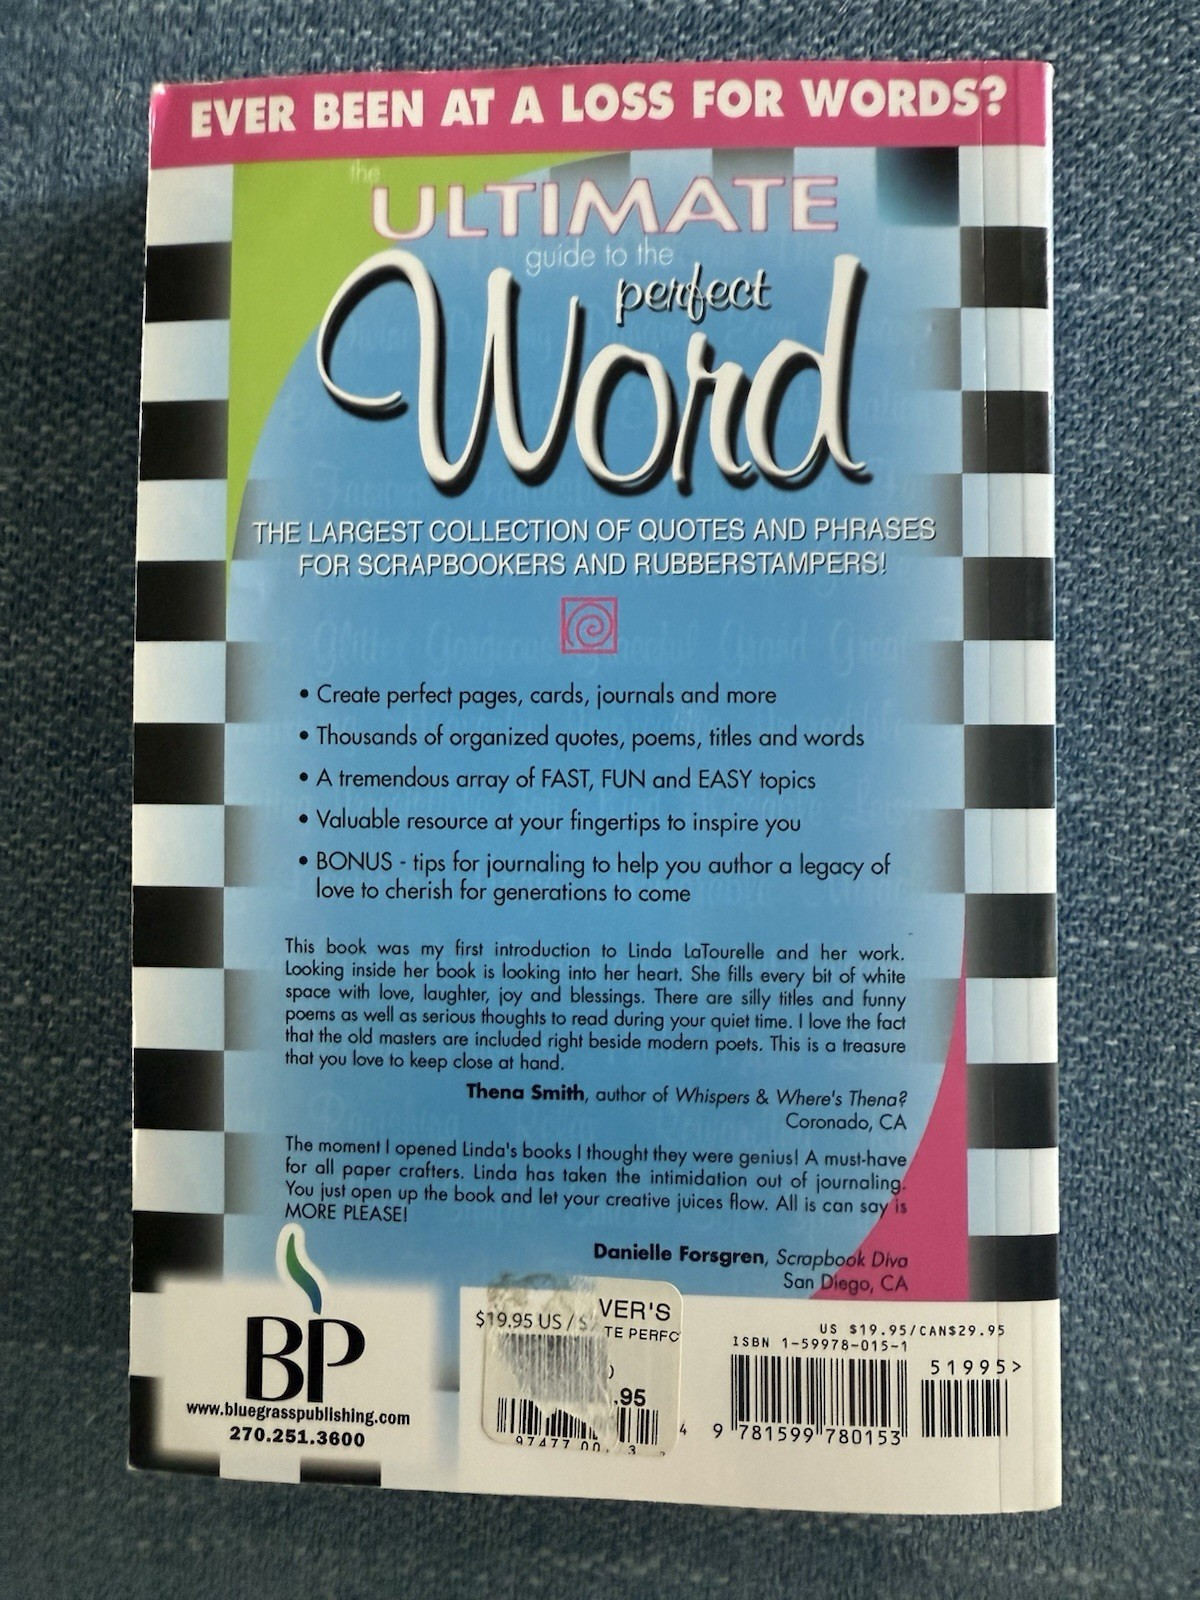 EVER BEEN AT A LOSS FOR WORDS?
the
ULTIMATE
guide to the
perfect
Word
THE LARGEST COLLECTION OF QUOTES AND PHRASES
FOR SCRAPBOOKERS AND RUBBERSTAMPERS!
• Create perfect pages, cards, journals and more
• Thousands of organized quotes, poems, titles and words
• A tremendous array of FAST, FUN and EASY topics
• Valuable resource at your fingertips to inspire you
• BONUS - tips for journaling to help you author a legacy of
love to cherish for generations to come
This book was my first introduction to Linda LaTourelle and her work.
Looking inside her book is looking into her heart. She fills every bit of white
space with love, laughter, joy and blessings. There are silly titles and funny
poems as well as serious thoughts to read during your quiet time. I love the fact
that the old masters are included right beside modern poets. This is a treasure
that you love to keep close at hand.
Thena Smith, author of Whispers & Where's Thena?
Coronado, CA
The moment I opened Linda's books I thought they were genius! A must-have
for all paper crafters. Linda has taken the intimidation out of journaling.
You just open up the book and let your creative juices flow. All is can say is
MORE PLEASE!
Danielle Forsgren, Scrapbook Diva
San Diego, CA
BP
www.bluegrasspublishing.com
270.251.3600
VER'S
$19.95 US / $
TE PERFC
.95
97477 00
3
4
US $19.95/CAN$29.95
ISBN 1-59978-015-1
51995>
9 781599 780153